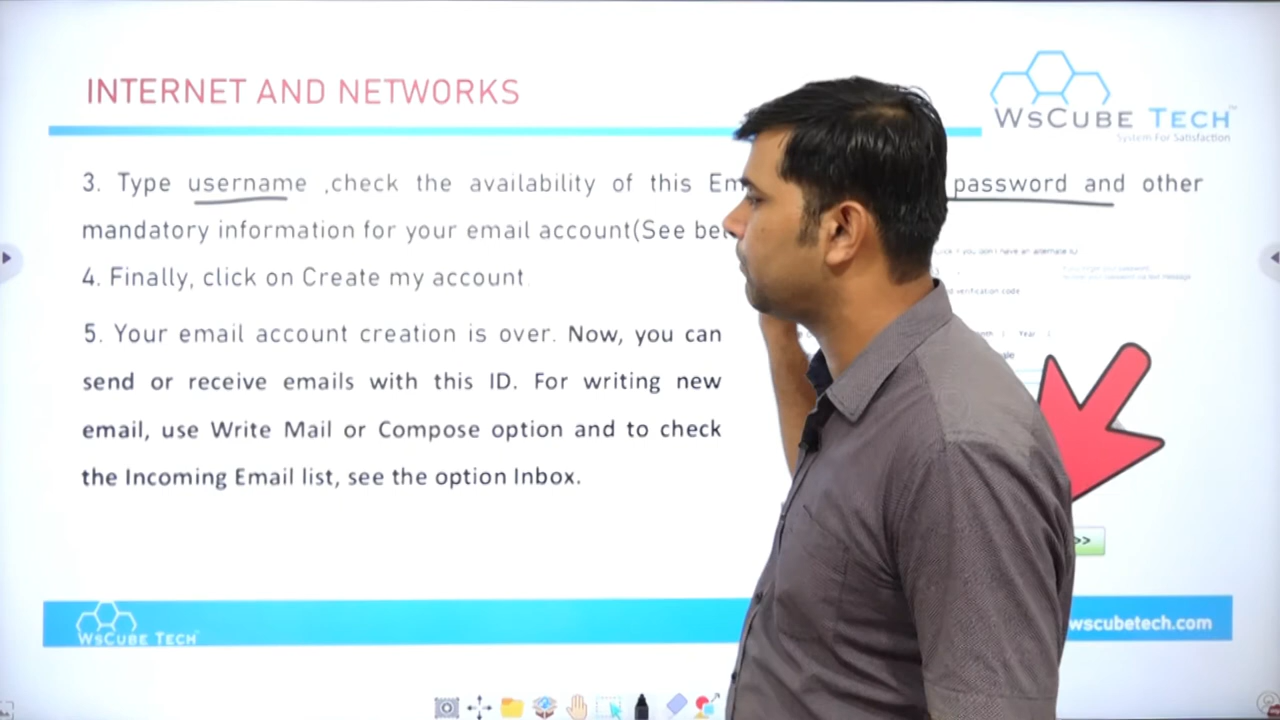 INTERNET AND NETWORKS
WsCube Tech
System For Satisfaction
3. Type username ,check the availability of this password and other
mandatory information for your email account(See
4. Finally, click on Create my account
5. Your email account creation is over. Now, you can
send or receive emails with this ID. For writing new
email, use Write Mail or Compose option and to check
the Incoming Email list, see the option Inbox.
>>
WsCube Tech
wscubetech.com